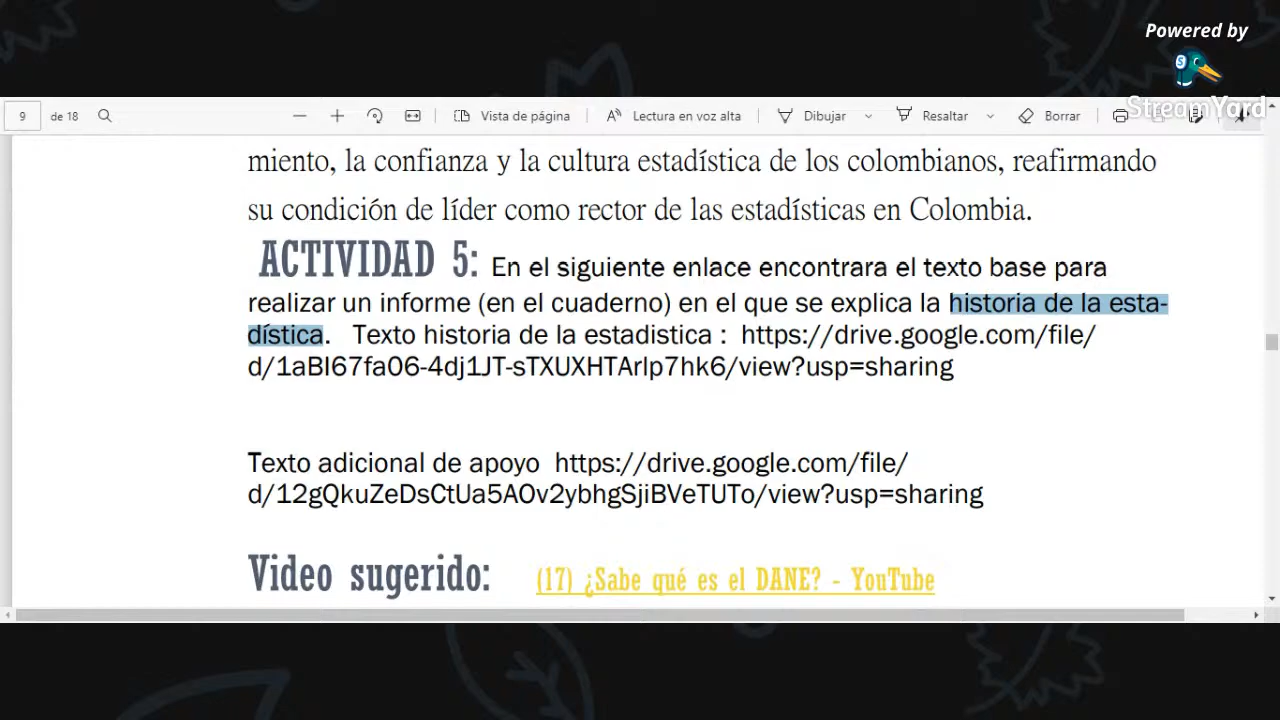 Powered by
StreamYard
9 de 18 Vista de página Lectura en voz alta Dibujar Resaltar Borrar
miento, la confianza y la cultura estadística de los colombianos, reafirmando
su condición de líder como rector de las estadísticas en Colombia.
ACTIVIDAD 5: En el siguiente enlace encontrara el texto base para
realizar un informe (en el cuaderno) en el que se explica la historia de la esta-
dística. Texto historia de la estadistica : https://drive.google.com/file/
d/1aBI67fa06-4dj1JT-sTXUXHTArlp7hk6/view?usp=sharing
Texto adicional de apoyo https://drive.google.com/file/
d/12gQkuZeDsCtUa5AOv2ybhgSjiBVeTUTo/view?usp=sharing
Video sugerido: (17) ¿Sabe qué es el DANE? - YouTube